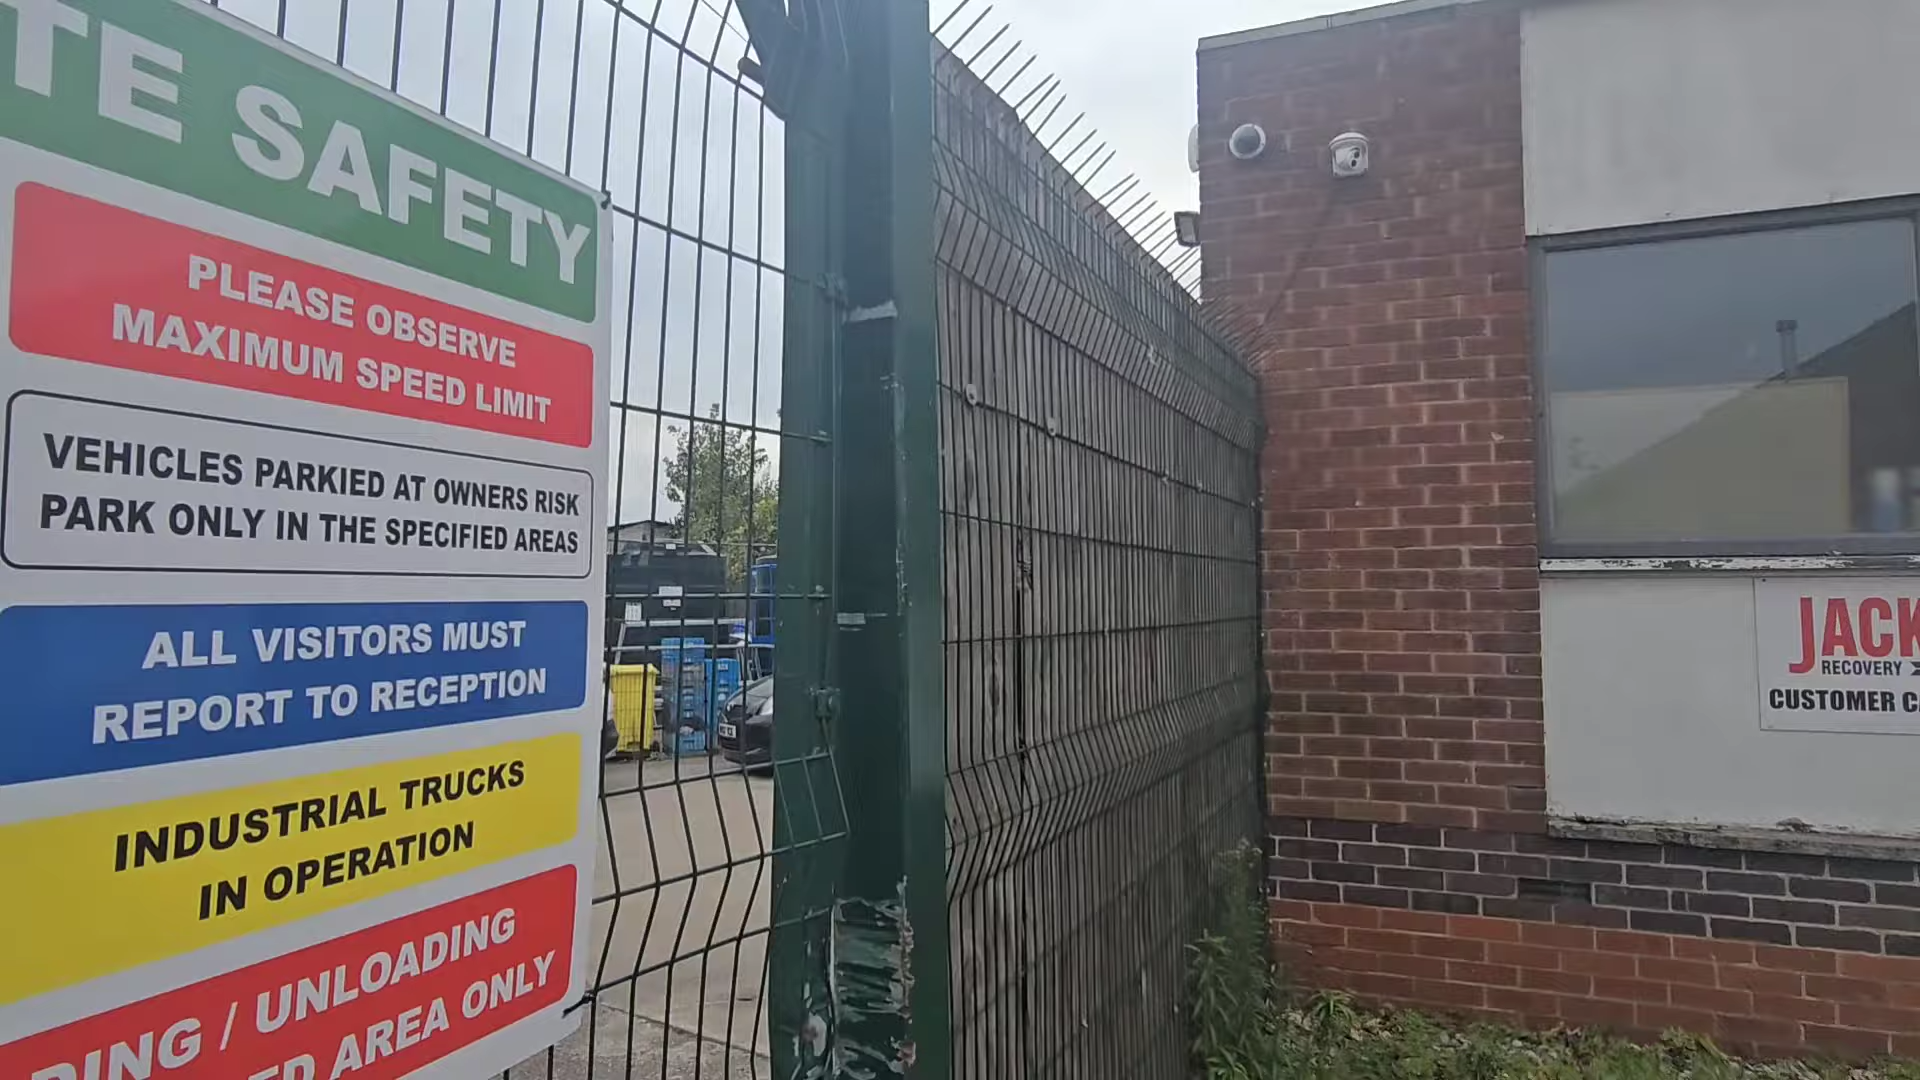 TE SAFETY
PLEASE OBSERVE
MAXIMUM SPEED LIMIT
VEHICLES PARKIED AT OWNERS RISK
PARK ONLY IN THE SPECIFIED AREAS
ALL VISITORS MUST
REPORT TO RECEPTION
INDUSTRIAL TRUCKS
IN OPERATION
DING / UNLOADING
ED AREA ONLY
JACK
RECOVERY
CUSTOMER C